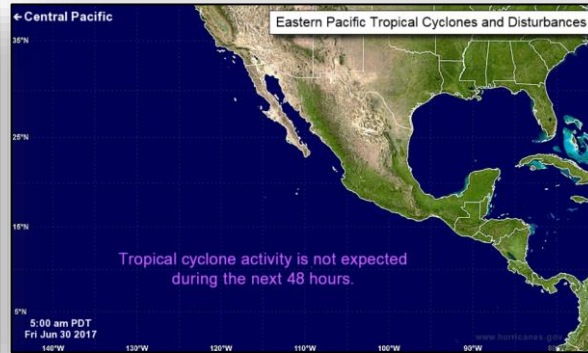 ←Central Pacific
Eastern Pacific Tropical Cyclones and Disturbances
35°N
25°N
15°N
Tropical cyclone activity is not expected
during the next 48 hours.
5°N
5:00 am PDT
Fri Jun 30 2017
www.hurricanes.gov
140°W 130°W 120°W 110°W 100°W 90°W